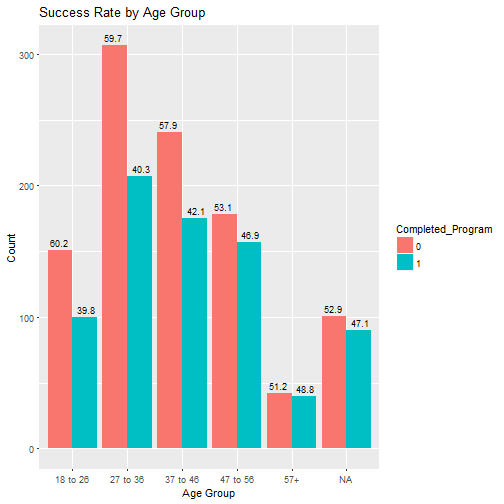 Success Rate by Age Group
59.7
60.2
40.3
57.9
42.1
53.1
46.9
39.8
51.2
48.8
52.9
47.1
300
200
100
0
Count
18 to 26
27 to 36
37 to 46
47 to 56
57+
NA
Age Group
Completed_Program
0
1